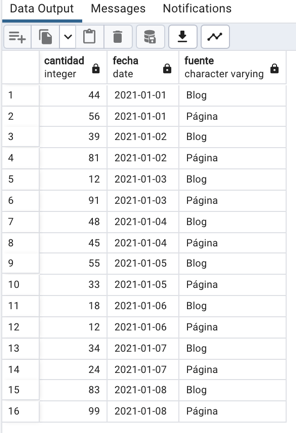 Data Output Messages Notifications
cantidad fecha fuente
integer date character varying
1 44 2021-01-01 Blog
2 56 2021-01-01 Página
3 39 2021-01-02 Blog
4 81 2021-01-02 Página
5 12 2021-01-03 Blog
6 91 2021-01-03 Página
7 48 2021-01-04 Blog
8 45 2021-01-04 Página
9 55 2021-01-05 Blog
10 33 2021-01-05 Página
11 18 2021-01-06 Blog
12 12 2021-01-06 Página
13 34 2021-01-07 Blog
14 24 2021-01-07 Página
15 83 2021-01-08 Blog
16 99 2021-01-08 Página